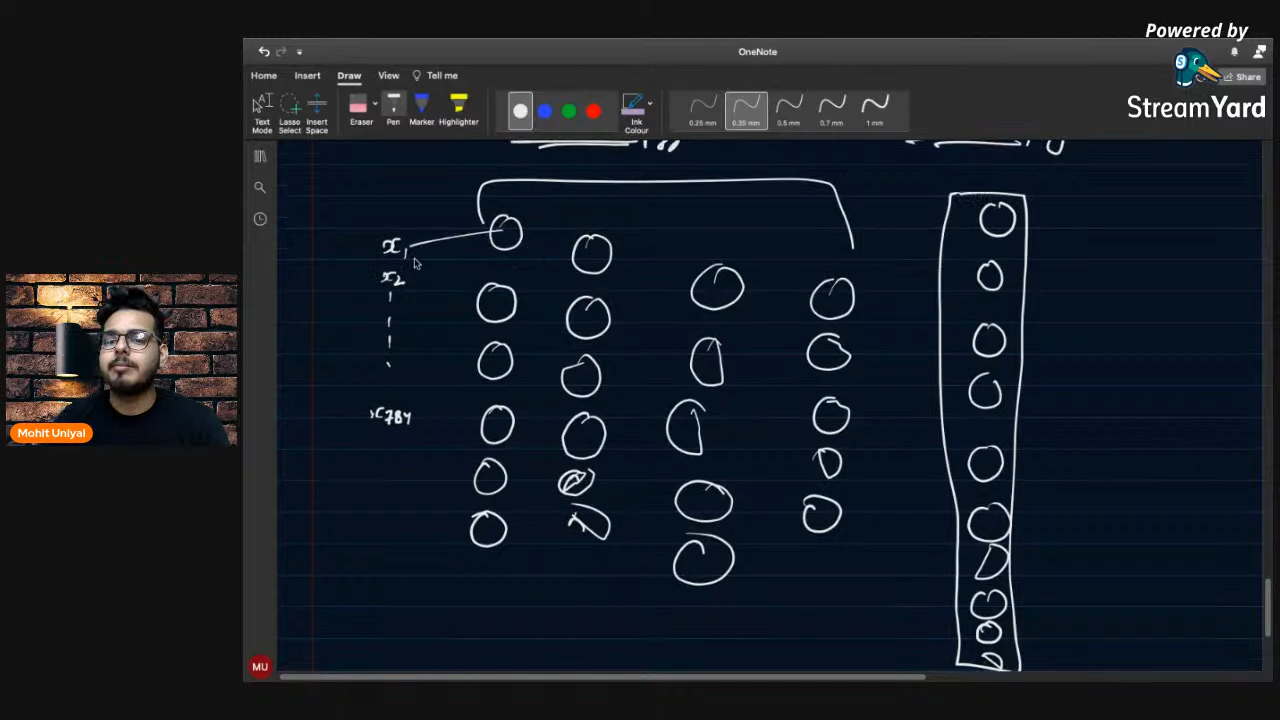 Powered by
StreamYard
OneNote
Home Insert Draw View Tell me
Share
Text Mode
Lasso Select
Insert Space
Eraser
Pen
Marker
Highlighter
Ink Colour
0.25 mm
0.35 mm
0.5 mm
0.7 mm
1 mm
x1
x2
x784
Mohit Uniyal
MU